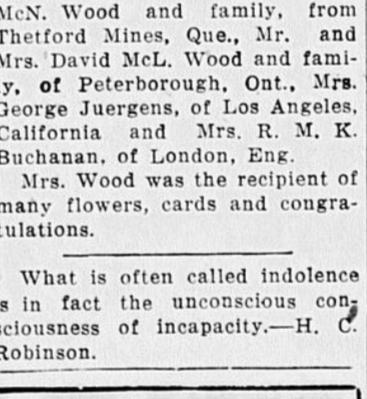 McN. Wood and family, from
Thetford Mines, Que., Mr. and
Mrs. David McL. Wood and fami-
y, of Peterborough, Ont., Mrs.
George Juergens, of Los Angeles,
California and Mrs. R. M. K.
Buchanan, of London, Eng.
Mrs. Wood was the recipient of
many flowers, cards and congra-
tulations.
What is often called indolence
s in fact the unconscious con-
sciousness of incapacity.—H. C.
Robinson.